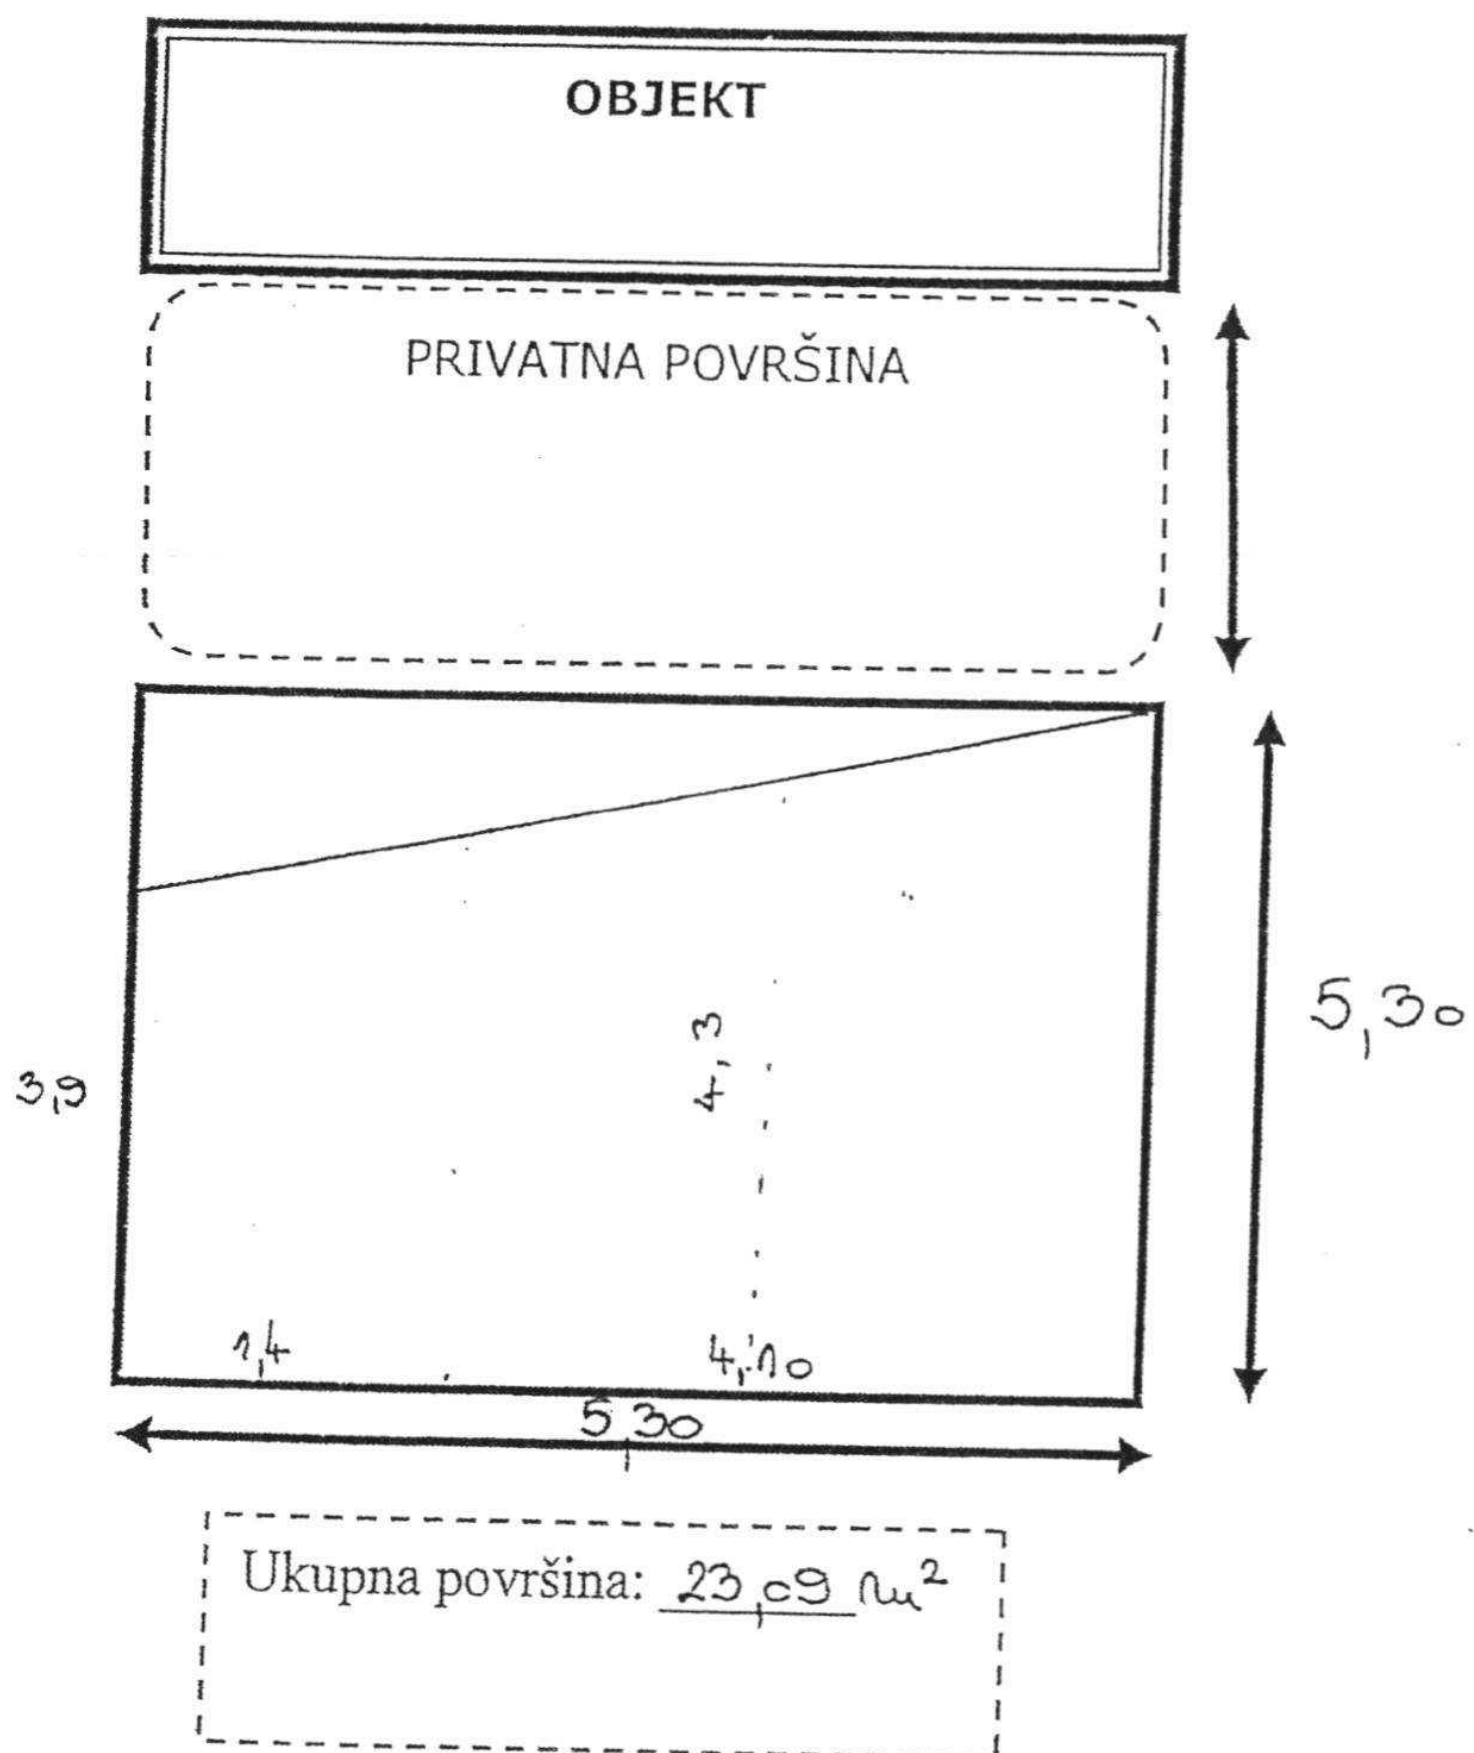 OBJEKT
PRIVATNA POVRŠINA
5,30
4,3
3,9
1,4
4,10
5,30
Ukupna površina: 23,09 m²